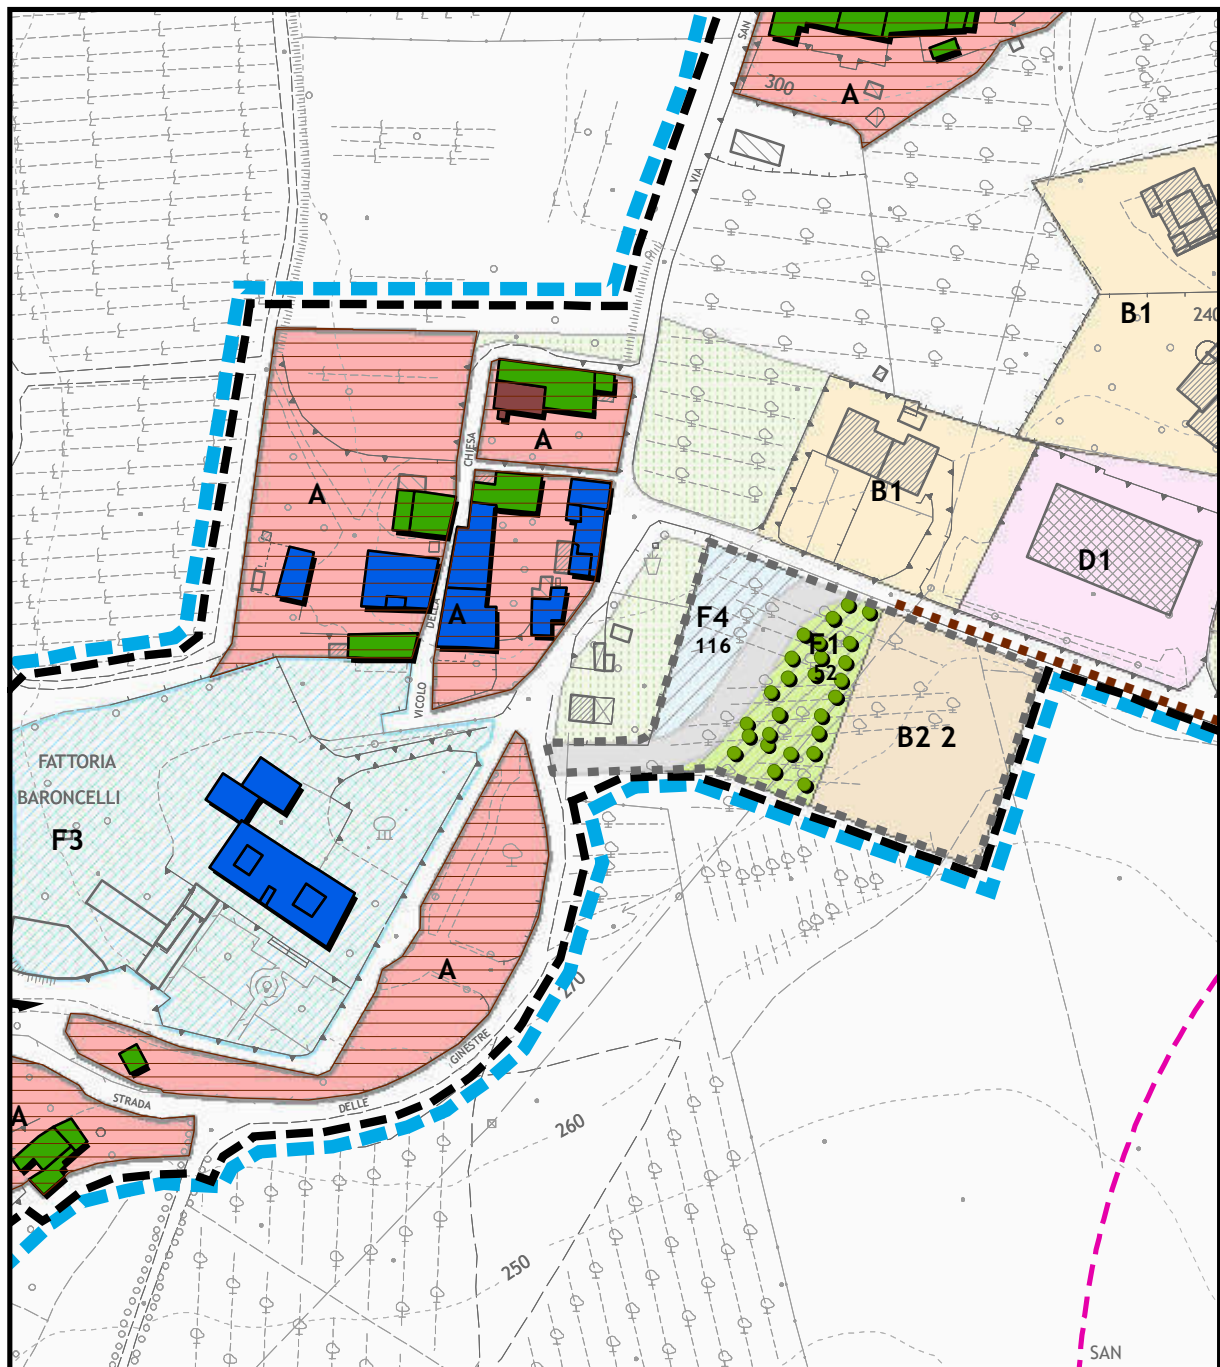 SAN
300
A
VIA
B1
240
CHIESA
A
A
B1
D1
DELLA
A
F4
116
F1
52
VICOLO
B2 2
FATTORIA
BARONCELLI
F3
A
270
GINESTRE
STRADA
DELLE
A
260
250
SAN